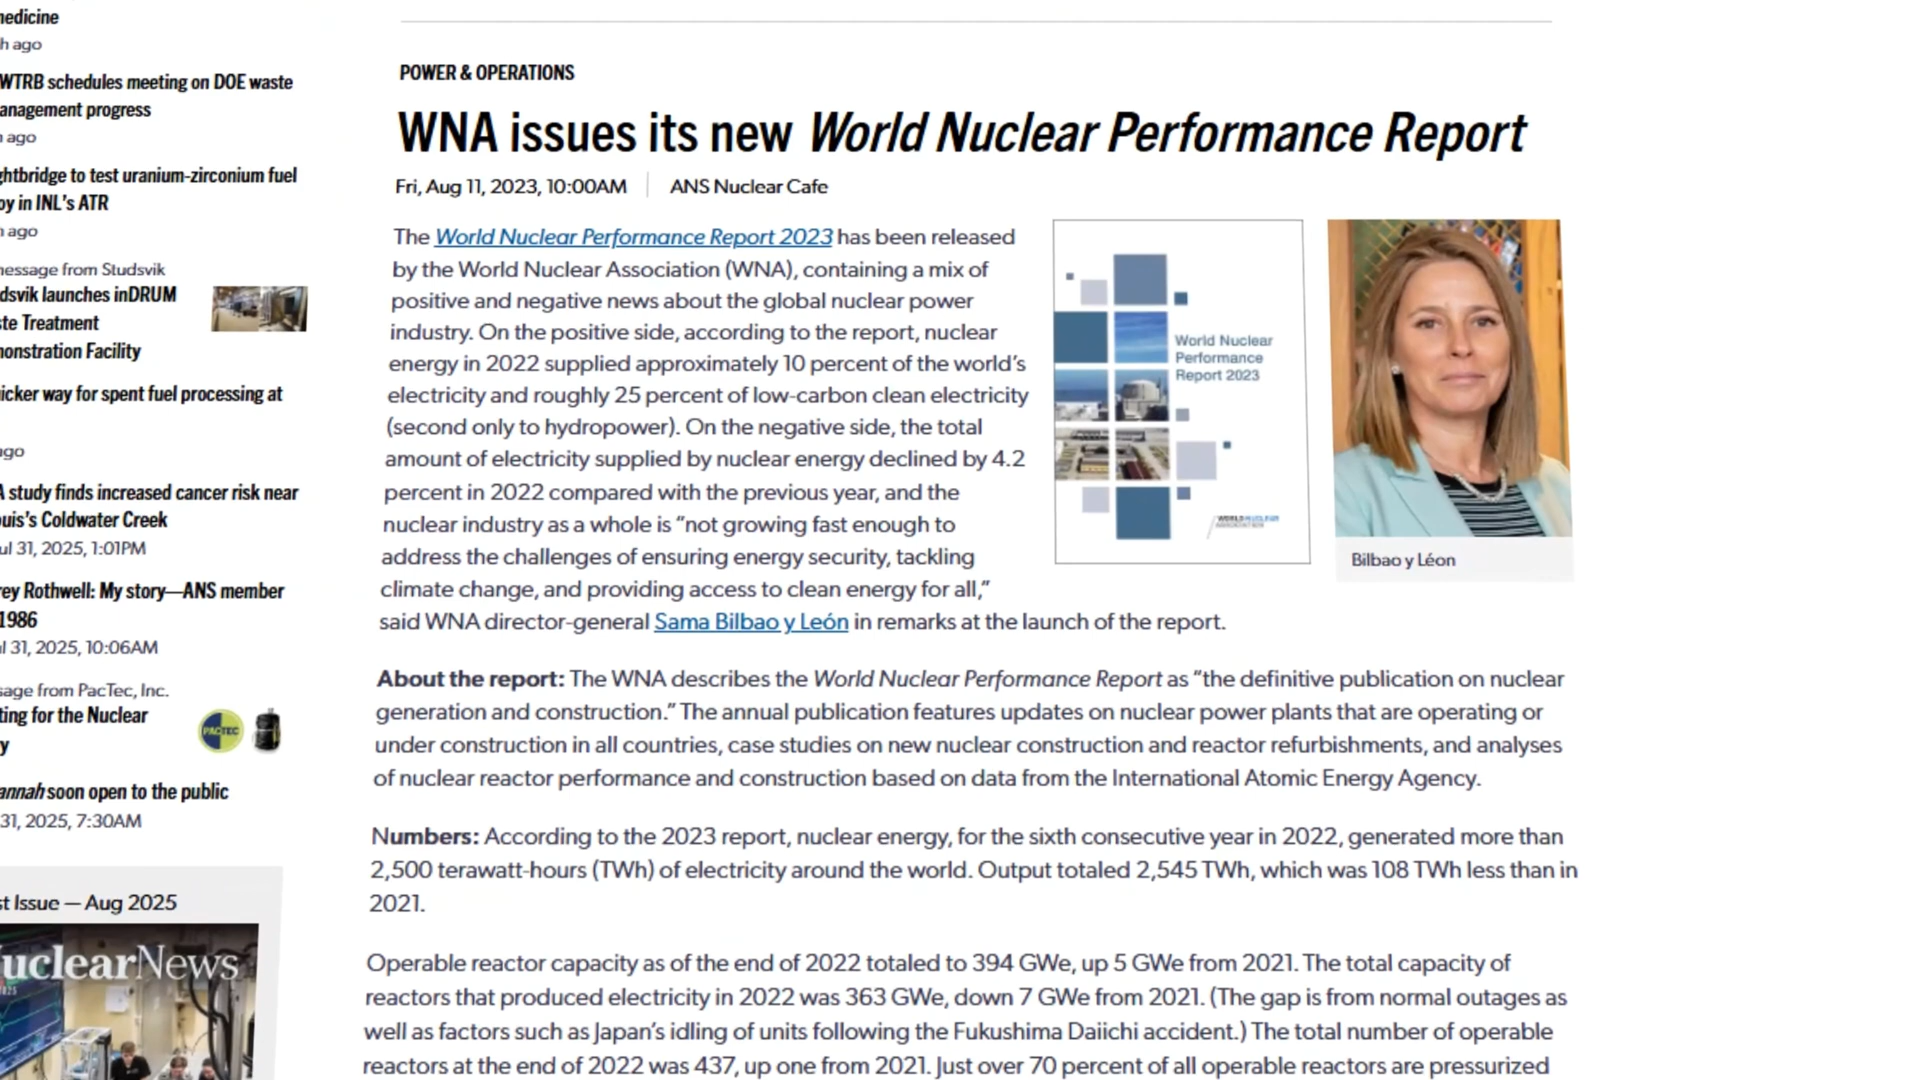 medicine
h ago
WTRB schedules meeting on DOE waste
anagement progress
ago
ghtbridge to test uranium-zirconium fuel
oy in INL's ATR
ago
message from Studsvik
dsvik launches inDRUM
ste Treatment
monstration Facility
icker way for spent fuel processing at
ago
A study finds increased cancer risk near
ouis's Coldwater Creek
ul 31, 2025, 1:01PM
rey Rothwell: My story—ANS member
1986
ul 31, 2025, 10:06AM
sage from PacTec, Inc.
ting for the Nuclear
y
PACTEC
annah soon open to the public
31, 2025, 7:30AM
st Issue — Aug 2025
uclearNews
POWER & OPERATIONS
WNA issues its new World Nuclear Performance Report
Fri, Aug 11, 2023, 10:00AM
ANS Nuclear Cafe
The World Nuclear Performance Report 2023 has been released
by the World Nuclear Association (WNA), containing a mix of
positive and negative news about the global nuclear power
industry. On the positive side, according to the report, nuclear
energy in 2022 supplied approximately 10 percent of the world's
electricity and roughly 25 percent of low-carbon clean electricity
(second only to hydropower). On the negative side, the total
amount of electricity supplied by nuclear energy declined by 4.2
percent in 2022 compared with the previous year, and the
nuclear industry as a whole is "not growing fast enough to
address the challenges of ensuring energy security, tackling
climate change, and providing access to clean energy for all,"
said WNA director-general Sama Bilbao y León in remarks at the launch of the report.
World Nuclear
Performance
Report 2023
WORLD NUCLEAR
ASSOCIATION
Bilbao y Léon
About the report: The WNA describes the World Nuclear Performance Report as "the definitive publication on nuclear
generation and construction." The annual publication features updates on nuclear power plants that are operating or
under construction in all countries, case studies on new nuclear construction and reactor refurbishments, and analyses
of nuclear reactor performance and construction based on data from the International Atomic Energy Agency.
Numbers: According to the 2023 report, nuclear energy, for the sixth consecutive year in 2022, generated more than
2,500 terawatt-hours (TWh) of electricity around the world. Output totaled 2,545 TWh, which was 108 TWh less than in
2021.
Operable reactor capacity as of the end of 2022 totaled to 394 GWe, up 5 GWe from 2021. The total capacity of
reactors that produced electricity in 2022 was 363 GWe, down 7 GWe from 2021. (The gap is from normal outages as
well as factors such as Japan's idling of units following the Fukushima Daiichi accident.) The total number of operable
reactors at the end of 2022 was 437, up one from 2021. Just over 70 percent of all operable reactors are pressurized